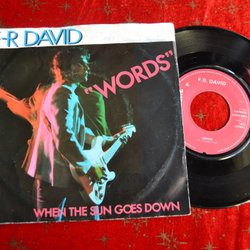 F·R DAVID
"WORDS"
WHEN THE SUN GOES DOWN
F.R. DAVID